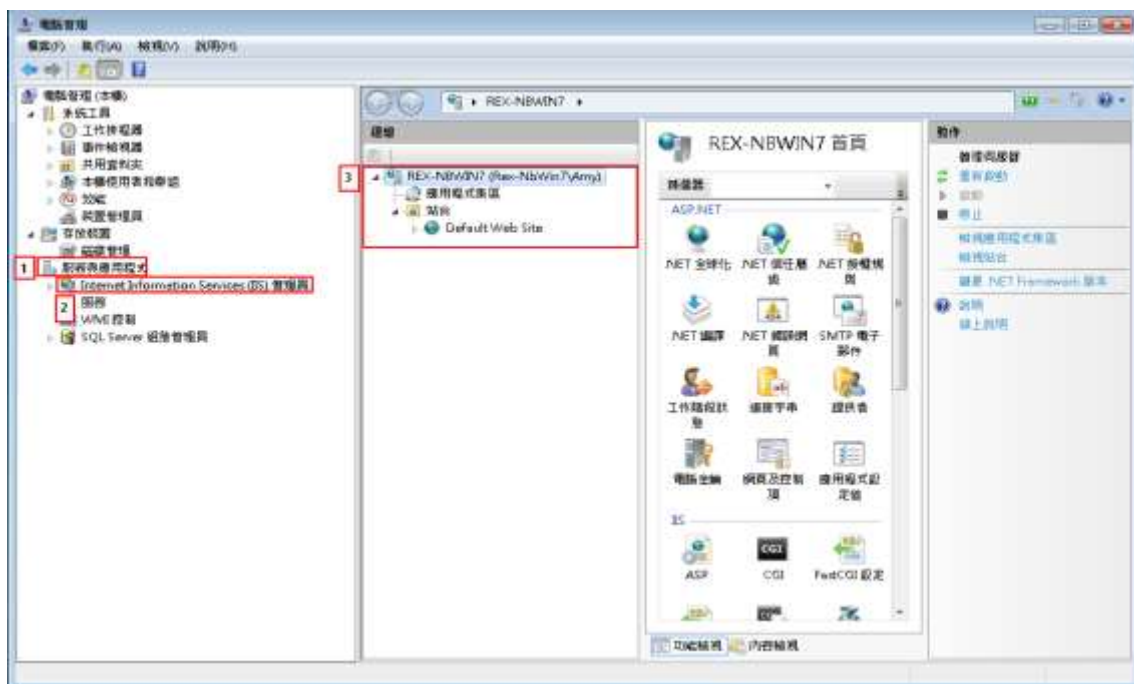 電腦管理
檔案(F) 執行(A) 檢視(V) 說明(H)
電腦管理 (本機)
系統工具
工作排程器
事件檢視器
共用資料夾
本機使用者和群組
效能
裝置管理員
存放裝置
磁碟管理
1
服務與應用程式
Internet Information Services (IIS) 管理員
2
服務
WMI 控制
SQL Server 組態管理員
REX-NBWIN7
連線
3
REX-NBWIN7 (Rex-NbWin7\Amy)
應用程式集區
站台
Default Web Site
REX-NBWIN7 首頁
篩選器
ASP.NET
.NET 全球化
.NET 信任層級
.NET 授權規則
.NET 編譯
.NET 錯誤網頁
SMTP 電子郵件
工作階段狀態
連接字串
提供者
電腦金鑰
網頁及控制項
應用程式設定值
IIS
ASP
CGI
FastCGI 設定
功能檢視 內容檢視
動作
管理伺服器
重新啟動
啟動
停止
檢視應用程式集區
檢視站台
變更 .NET Framework 版本
說明
線上說明